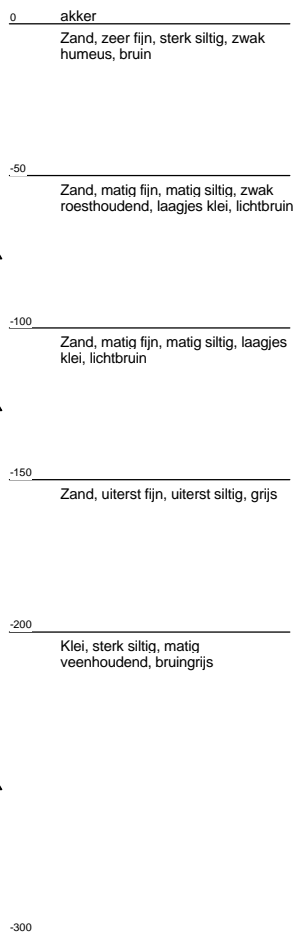 0 akker
Zand, zeer fijn, sterk siltig, zwak
humeus, bruin
-50
Zand, matig fijn, matig siltig, zwak
roesthoudend, laagjes klei, lichtbruin
-100
Zand, matig fijn, matig siltig, laagjes
klei, lichtbruin
-150
Zand, uiterst fijn, uiterst siltig, grijs
-200
Klei, sterk siltig, matig
veenhoudend, bruingrijs
-300